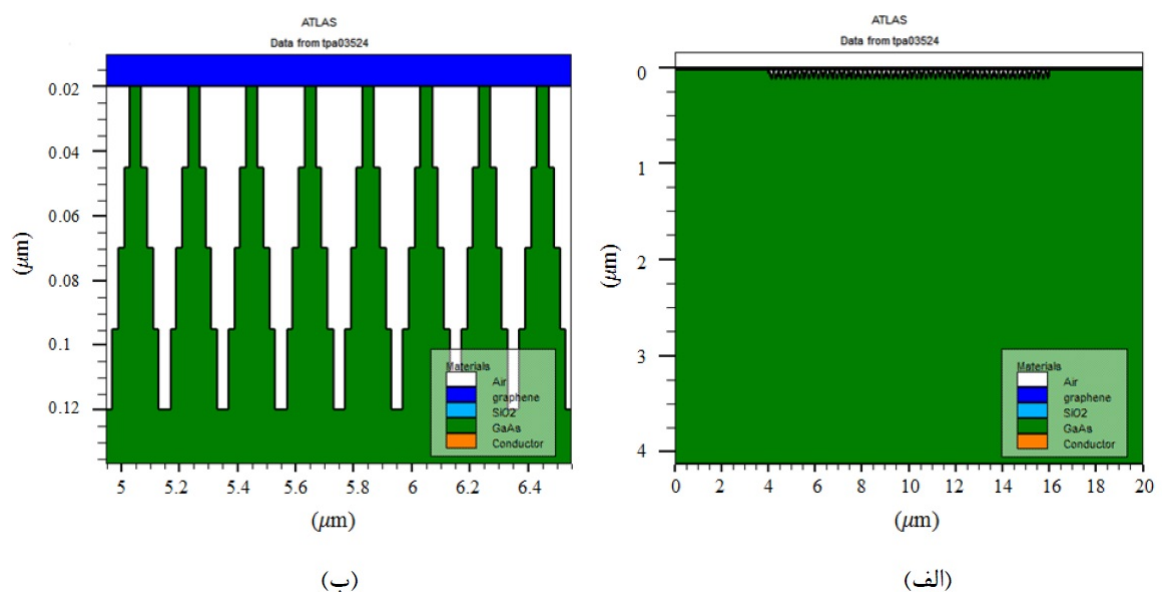 ATLAS
Data from tpa03524
0.02
0.04
0.06
0.08
0.1
0.12
(μm)
5 5.2 5.4 5.6 5.8 6 6.2 6.4
(μm)
Materials
Air
graphene
SiO2
GaAs
Conductor
(ب)
ATLAS
Data from tpa03524
0
1
2
3
4
(μm)
0 2 4 6 8 10 12 14 16 18 20
(μm)
Materials
Air
graphene
SiO2
GaAs
Conductor
(الف)